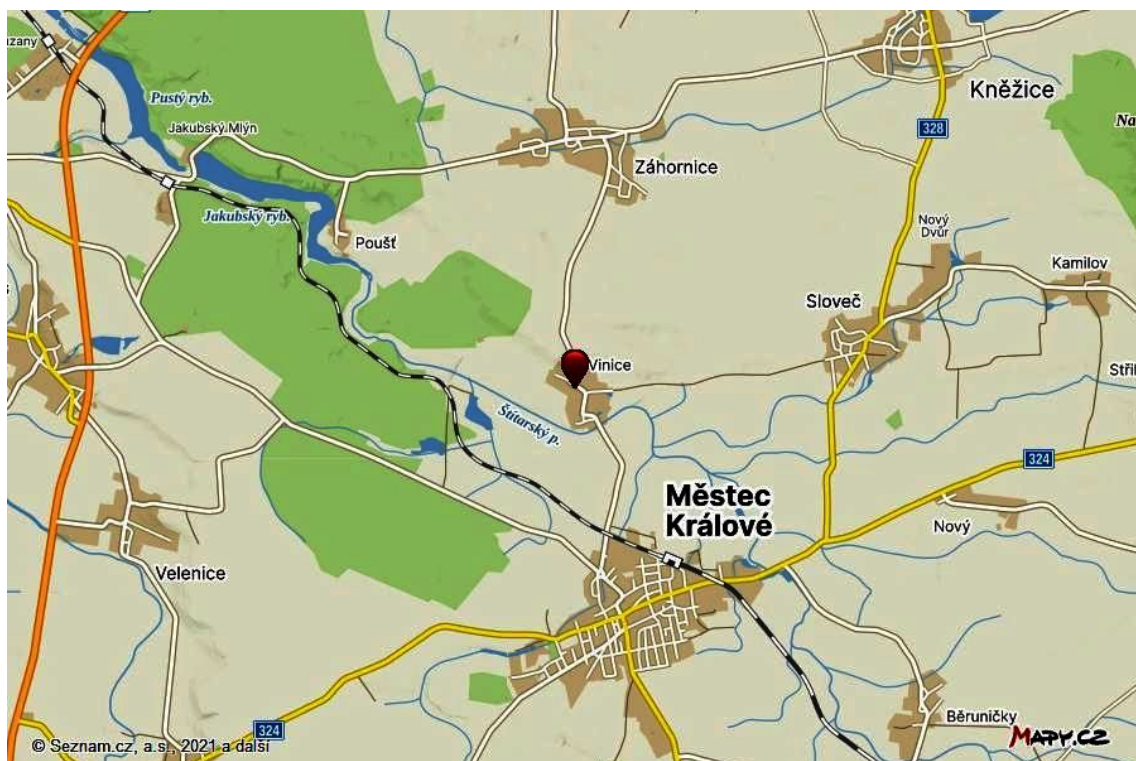 Kněžice
Pustý ryb.
328
Jakubský Mlýn
Záhornice
Jakubský ryb.
Poušť
Nový
Dvůr
Kamilov
Sloveč
Vinice
Štítarský p.
324
Městec
Králové
Nový
Velenice
Běruničky
324
© Seznam.cz, a.s., 2021 a další
MAPY.CZ